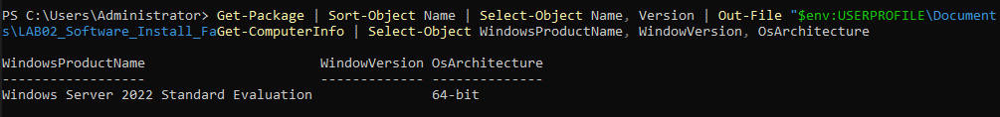 PS C:\Users\Administrator> Get-Package | Sort-Object Name | Select-Object Name, Version | Out-File "$env:USERPROFILE\Document
s\LAB02_Software_Install_FaGet-ComputerInfo | Select-Object WindowsProductName, WindowVersion, OsArchitecture
WindowsProductName WindowVersion OsArchitecture
------------------ ------------- --------------
Windows Server 2022 Standard Evaluation 64-bit